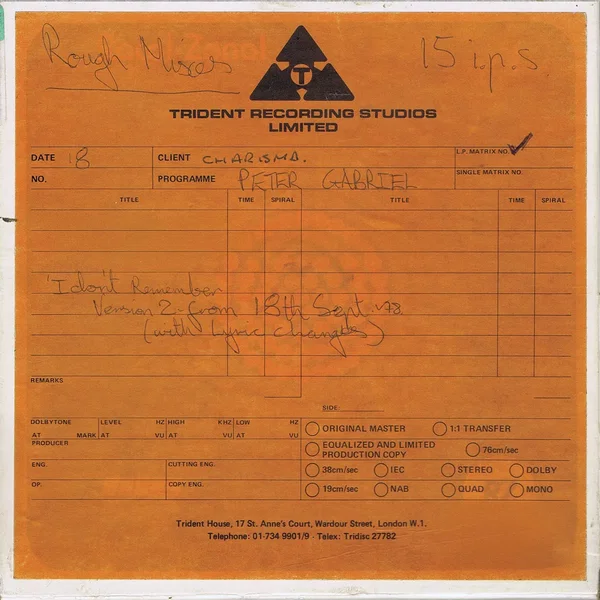 Rough Mixes
15 i.p.s
T
TRIDENT RECORDING STUDIOS
LIMITED
DATE 18 CLIENT CHARISMA. L.P. MATRIX NO.
NO. PROGRAMME PETER GABRIEL SINGLE MATRIX NO.
TITLE TIME SPIRAL TITLE TIME SPIRAL
'I don't Remember
Version 2 - from 18th Sept. '78
(with Lyric changes)
REMARKS
SIDE:
DOLBYTONE LEVEL HZ HIGH KHZ LOW HZ
AT MARK AT VU AT VU AT VU
PRODUCER
ENG. CUTTING ENG.
OP. COPY ENG.
ORIGINAL MASTER 1:1 TRANSFER
EQUALIZED AND LIMITED
PRODUCTION COPY 76cm/sec
38cm/sec IEC STEREO DOLBY
19cm/sec NAB QUAD MONO
Trident House, 17 St. Anne's Court, Wardour Street, London W.1.
Telephone: 01-734 9901/9 - Telex: Tridisc 27782